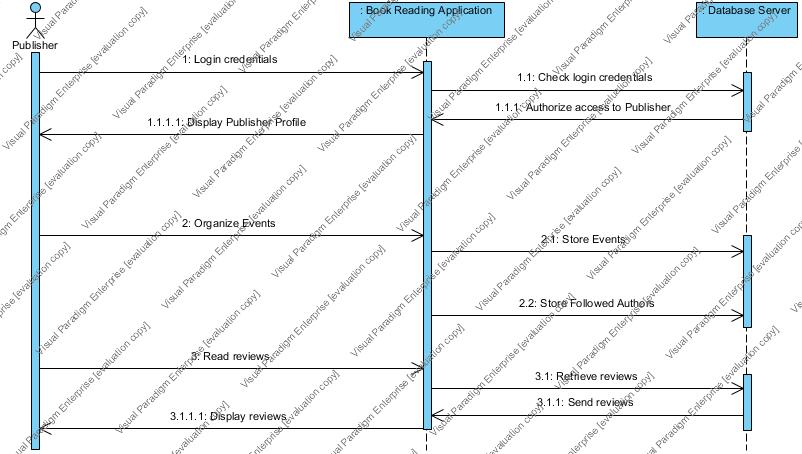 : Book Reading Application
: Database Server
Publisher
1: Login credentials
1.1: Check login credentials
1.1.1: Authorize access to Publisher
1.1.1.1: Display Publisher Profile
2: Organize Events
2.1: Store Events
2.2: Store Followed Authors
3: Read reviews
3.1: Retrieve reviews
3.1.1: Send reviews
3.1.1.1: Display reviews
Visual Paradigm Enterprise [evaluation copy]